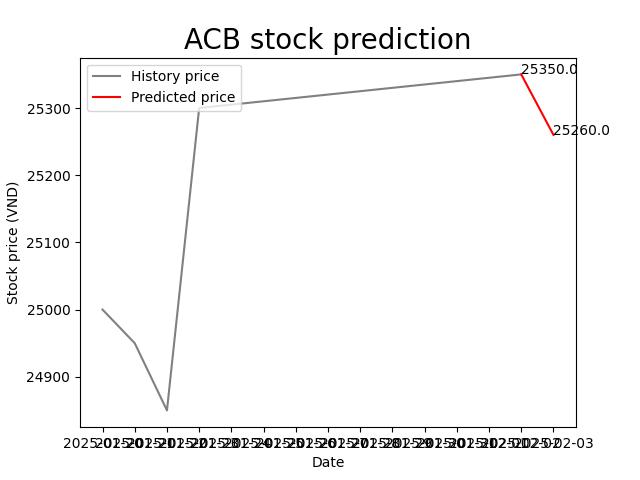 ACB stock prediction
History price
Predicted price
25350.0
25260.0
25300
25200
25100
25000
24900
Stock price (VND)
Date